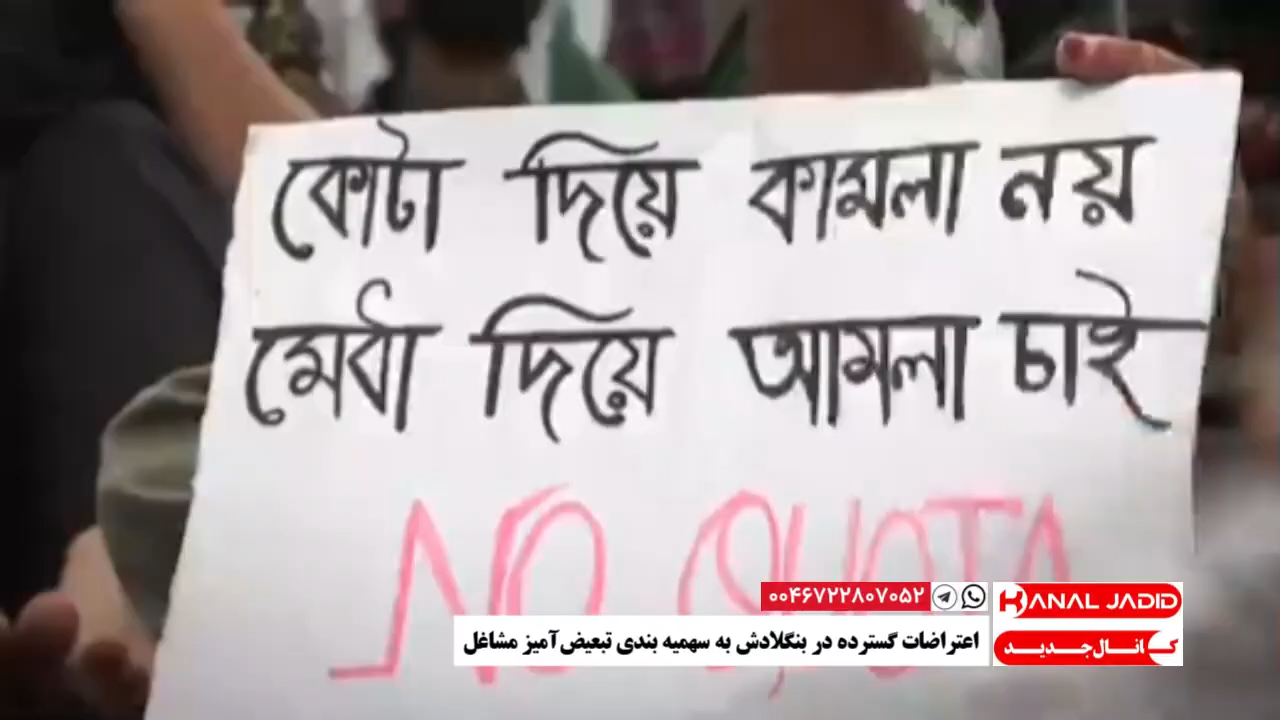 কোটা দিয়ে কামলা নয়
মেধা দিয়ে আমলা চাই
NO QUOTA
۰۰۴۶۷۲۲۸۰۷۰۵۲
KANAL JADID
اعتراضات گسترده در بنگلادش به سهمیه بندی تبعیض‌آمیز مشاغل
کانال جدید